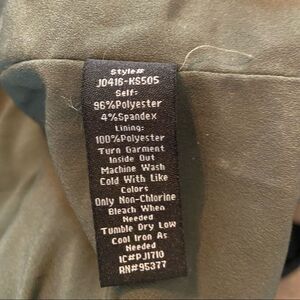 Style#
J0416-KS505
Self:
96%Polyester
4%Spandex
Lining:
100%Polyester
Turn Garment
Inside Out
Machine Wash
Cold With Like
Colors
Only Non-Chlorine
Bleach When
Needed
Tumble Dry Low
Cool Iron As
Needed
IC#PJ1710
RN#95377